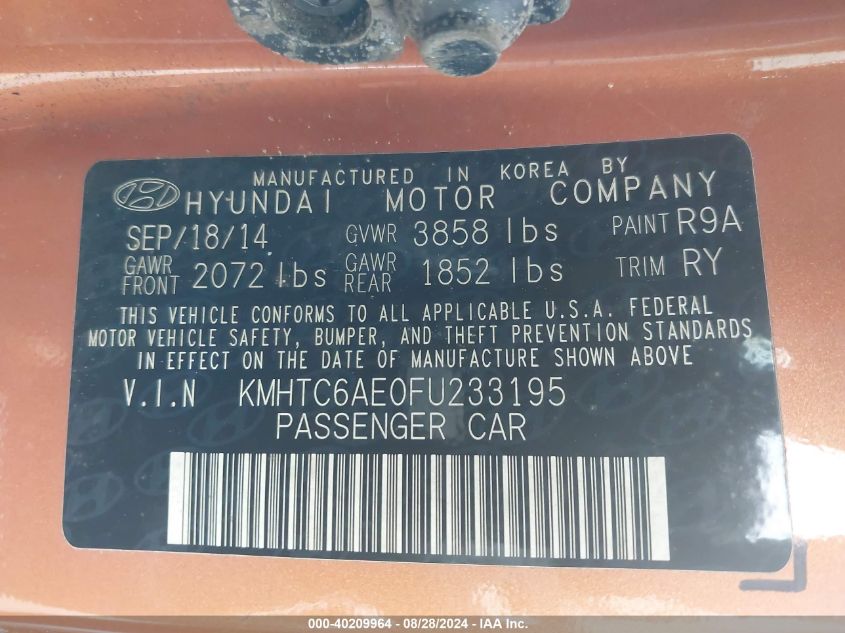 MANUFACTURED IN KOREA BY
HYUNDAI MOTOR COMPANY
SEP/18/14 GVWR 3858 lbs PAINT R9A
GAWR FRONT 2072 lbs GAWR REAR 1852 lbs TRIM RY
THIS VEHICLE CONFORMS TO ALL APPLICABLE U.S.A. FEDERAL
MOTOR VEHICLE SAFETY, BUMPER, AND THEFT PREVENTION STANDARDS
IN EFFECT ON THE DATE OF MANUFACTURE SHOWN ABOVE
V.I.N KMHTC6AE0FU233195
PASSENGER CAR
000-40209964 - 08/28/2024 - IAA Inc.